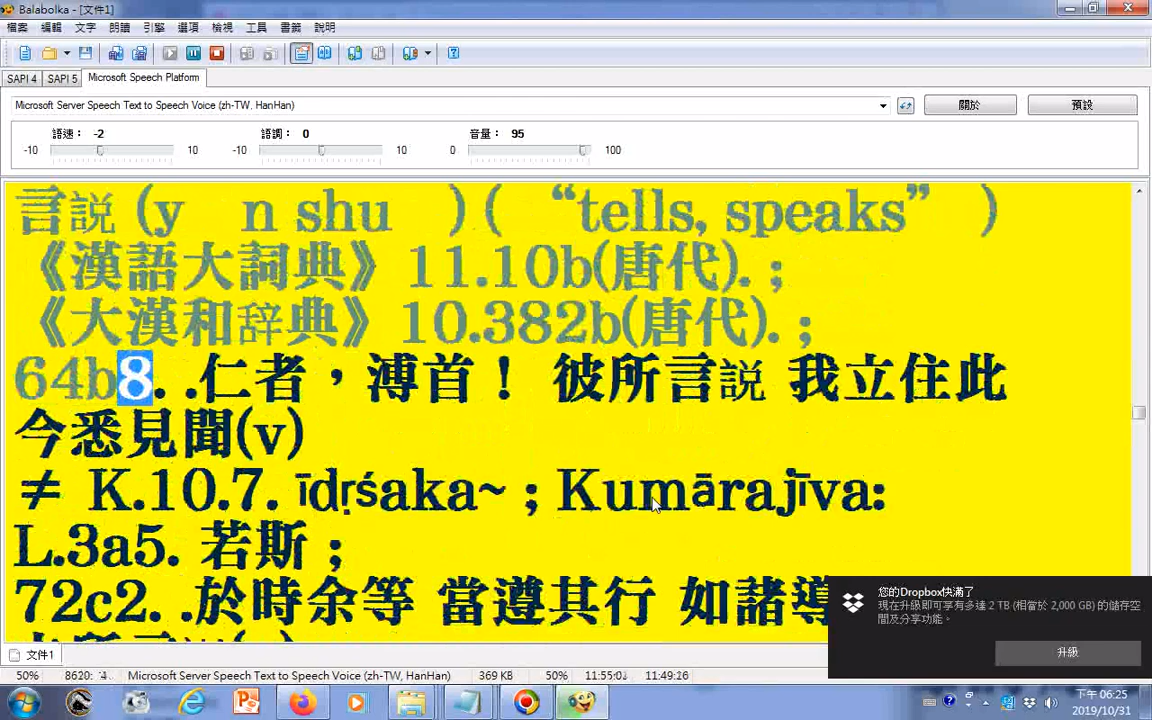 Balabolka - [文件1]
檔案 編輯 文字 朗讀 引擎 選項 檢視 工具 書籤 說明
SAPI 4 SAPI 5 Microsoft Speech Platform
Microsoft Server Speech Text to Speech Voice (zh-TW, HanHan) 關於 預設
語速： -2 語調： 0 音量： 95
-10 10 -10 10 0 100
言説 (y n shu ) ( “tells, speaks” )
《漢語大詞典》 11.10b(唐代). ;
《大漢和辞典》 10.382b(唐代). ;
64b8. .仁者，溥首！ 彼所言説 我立住此
今悉見聞(v)
≠ K.10.7. īdṛśaka~ ; Kumārajīva:
L.3a5. 若斯 ;
72c2. .於時余等 當遵其行 如諸導
您的Dropbox快滿了
現在升級即可享有多達 2 TB (相當於 2,000 GB) 的儲存空
間及分享功能。
升級
文件1
50% Microsoft Server Speech Text to Speech Voice (zh-TW, HanHan) 369 KB 50% 11:49:26
下午 06:25
2019/10/31